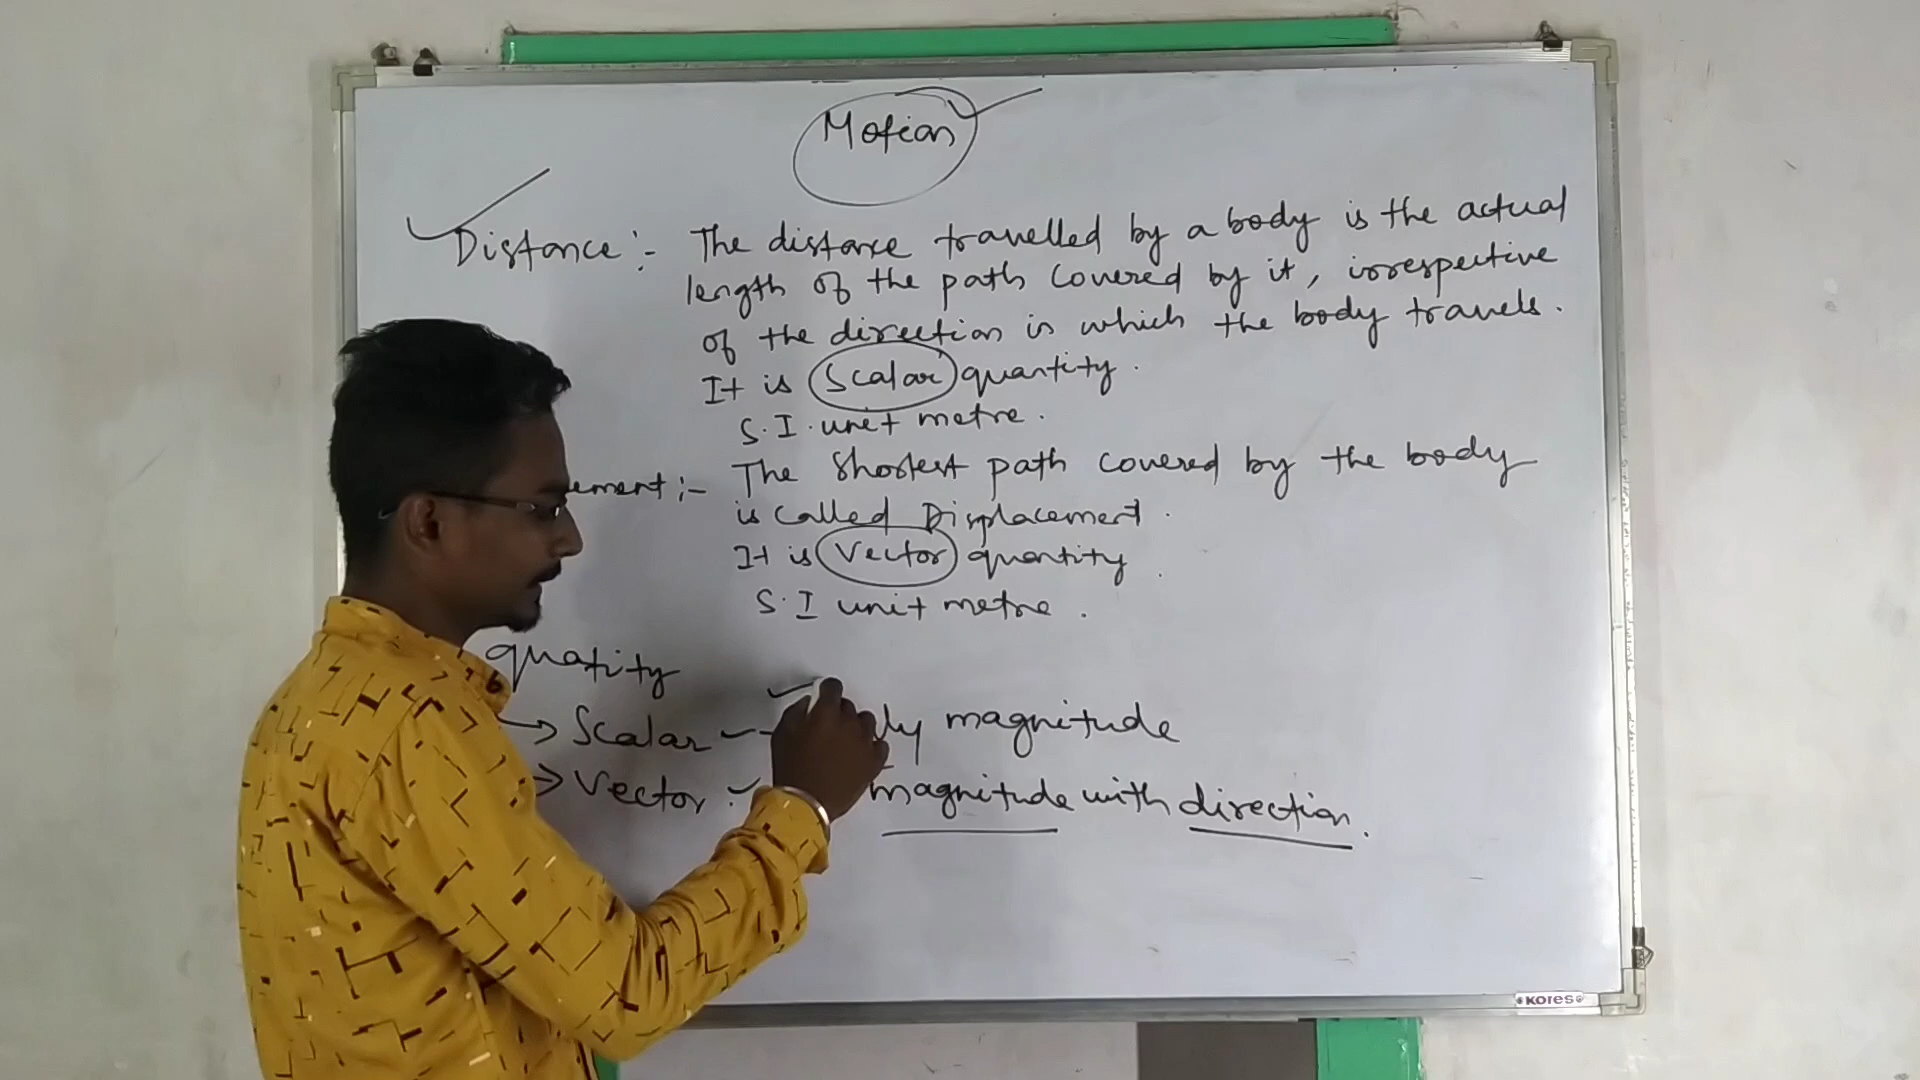 Motion
Distance :- The distance travelled by a body is the actual
length of the path covered by it, irrespective
of the direction in which the body travels.
It is Scalar quantity.
S.I. unit metre.
ement :- The Shortest path covered by the body
is called Displacement.
It is Vector quantity.
S.I unit metre.
quatity
→ Scalar - ly magnitude
→ Vector magnitude with direction.
Kores